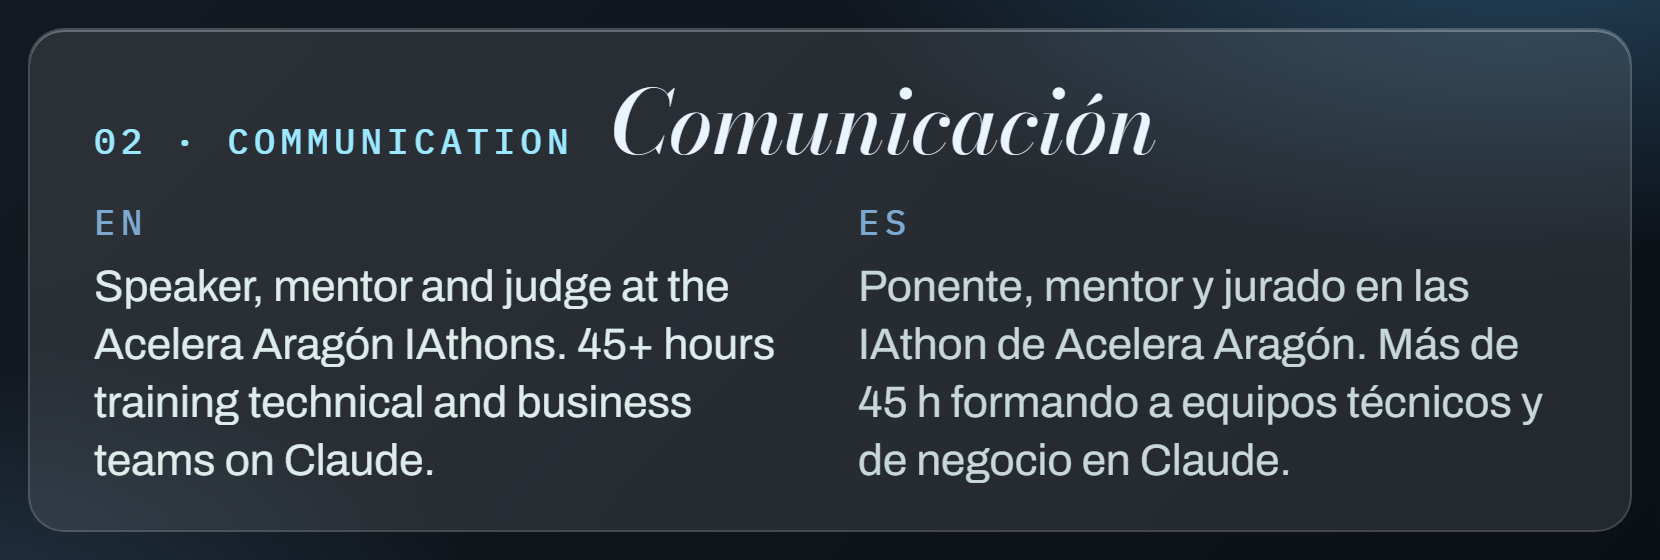 02 · COMMUNICATION Comunicación
EN
Speaker, mentor and judge at the
Acelera Aragón IAthons. 45+ hours
training technical and business
teams on Claude.
ES
Ponente, mentor y jurado en las
IAthon de Acelera Aragón. Más de
45 h formando a equipos técnicos y
de negocio en Claude.